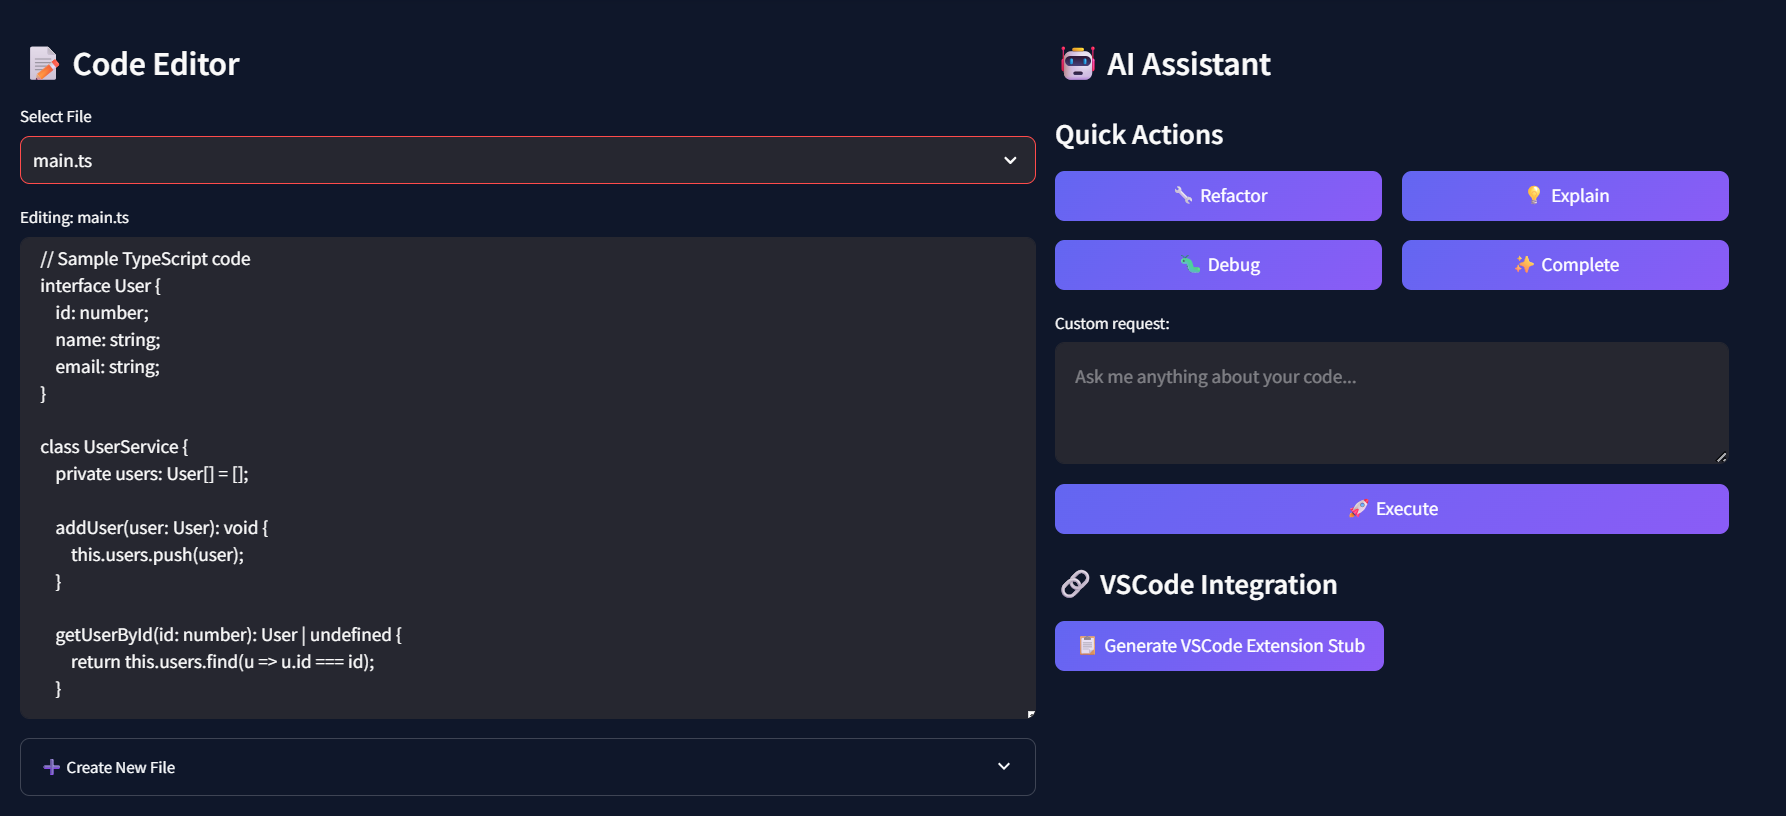 Code Editor
Select File
main.ts
Editing: main.ts
// Sample TypeScript code
interface User {
    id: number;
    name: string;
    email: string;
}
class UserService {
    private users: User[] = [];
    addUser(user: User): void {
        this.users.push(user);
    }
    getUserById(id: number): User | undefined {
        return this.users.find(u => u.id === id);
    }
Create New File
AI Assistant
Quick Actions
Refactor
Explain
Debug
Complete
Custom request:
Ask me anything about your code...
Execute
VSCode Integration
Generate VSCode Extension Stub